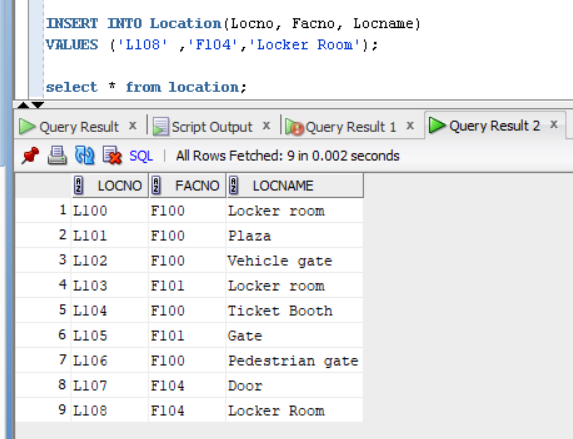 INSERT INTO Location(Locno, Facno, Locname)
VALUES ('L108' ,'F104','Locker Room');
select * from location;
Query Result x Script Output x Query Result 1 x Query Result 2 x
SQL | All Rows Fetched: 9 in 0.002 seconds
LOCNO FACNO LOCNAME
1 L100 F100 Locker room
2 L101 F100 Plaza
3 L102 F100 Vehicle gate
4 L103 F101 Locker room
5 L104 F100 Ticket Booth
6 L105 F101 Gate
7 L106 F100 Pedestrian gate
8 L107 F104 Door
9 L108 F104 Locker Room